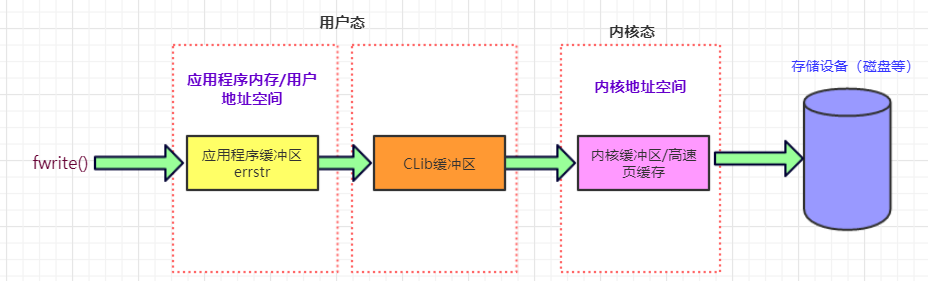 用户态
内核态
应用程序内存/用户
地址空间
内核地址空间
存储设备（磁盘等）
fwrite()
应用程序缓冲区
errstr
CLib缓冲区
内核缓冲区/高速
页缓存